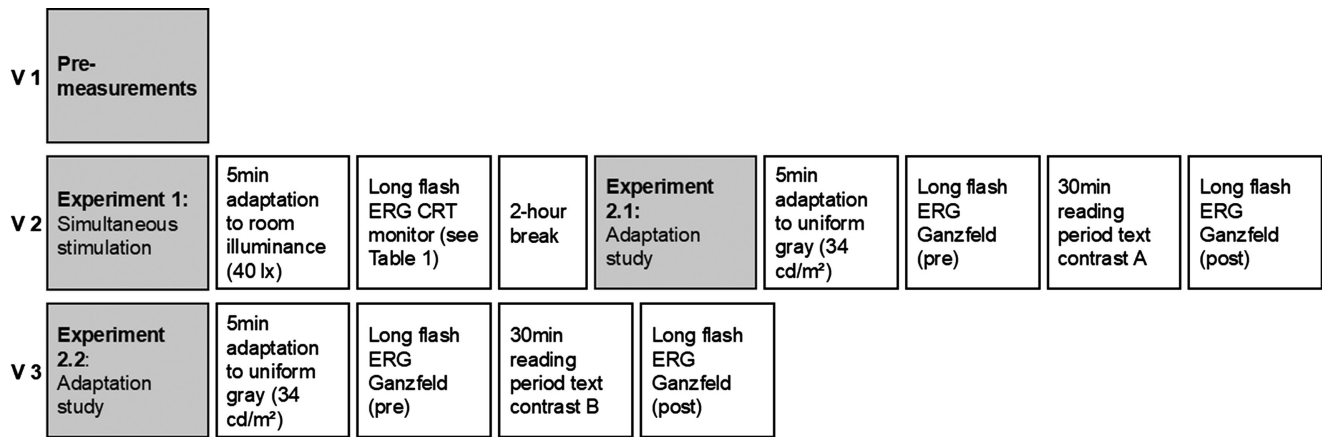 V 1
Pre-
measurements
V 2
Experiment 1:
Simultaneous
stimulation
5min
adaptation
to room
illuminance
(40 lx)
Long flash
ERG CRT
monitor (see
Table 1)
2-hour
break
Experiment
2.1:
Adaptation
study
5min
adaptation
to uniform
gray (34
cd/m²)
Long flash
ERG
Ganzfeld
(pre)
30min
reading
period text
contrast A
Long flash
ERG
Ganzfeld
(post)
V 3
Experiment
2.2:
Adaptation
study
5min
adaptation
to uniform
gray (34
cd/m²)
Long flash
ERG
Ganzfeld
(pre)
30min
reading
period text
contrast B
Long flash
ERG
Ganzfeld
(post)